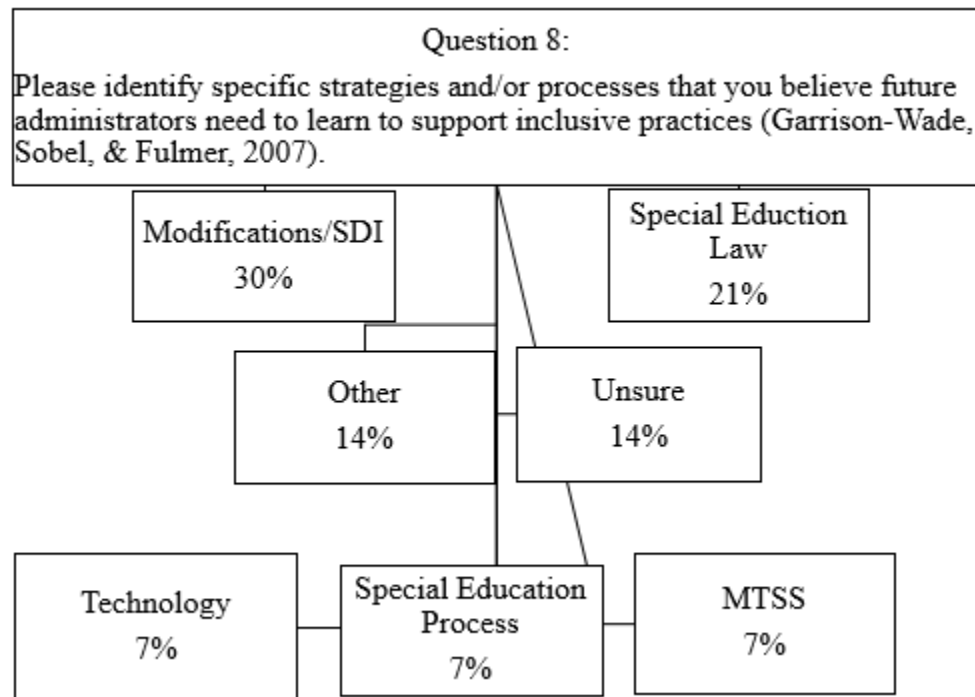 Question 8:
Please identify specific strategies and/or processes that you believe future
administrators need to learn to support inclusive practices (Garrison-Wade,
Sobel, & Fulmer, 2007).
Modifications/SDI
30%
Special Eduction
Law
21%
Other
14%
Unsure
14%
Technology
7%
Special Education
Process
7%
MTSS
7%